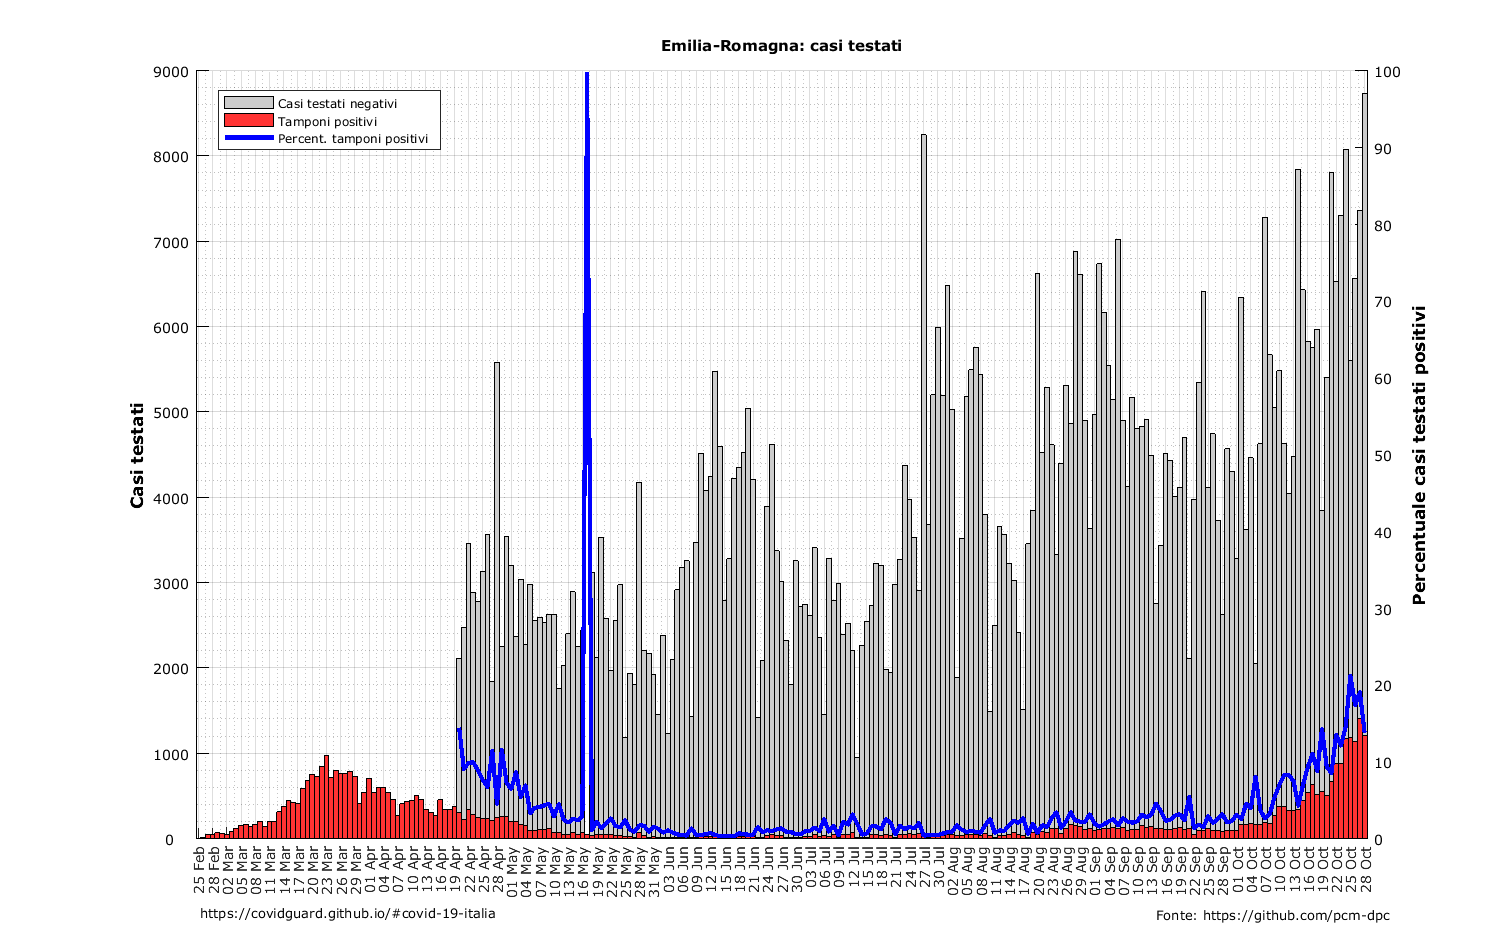 Emilia-Romagna: casi testati
Casi testati negativi
Tamponi positivi
Percent. tamponi positivi
Casi testati
9000
8000
7000
6000
5000
4000
3000
2000
1000
0
100
90
80
70
60
50
40
30
20
10
0
Percentuale casi testati positivi
25 Feb
28 Feb
02 Mar
05 Mar
08 Mar
11 Mar
14 Mar
17 Mar
20 Mar
23 Mar
26 Mar
29 Mar
01 Apr
04 Apr
07 Apr
10 Apr
13 Apr
16 Apr
19 Apr
22 Apr
25 Apr
28 Apr
01 May
04 May
07 May
10 May
13 May
16 May
19 May
22 May
25 May
28 May
31 May
03 Jun
06 Jun
09 Jun
12 Jun
15 Jun
18 Jun
21 Jun
24 Jun
27 Jun
30 Jun
03 Jul
06 Jul
09 Jul
12 Jul
15 Jul
18 Jul
21 Jul
24 Jul
27 Jul
30 Jul
02 Aug
05 Aug
08 Aug
11 Aug
14 Aug
17 Aug
20 Aug
23 Aug
26 Aug
29 Aug
01 Sep
04 Sep
07 Sep
10 Sep
13 Sep
16 Sep
19 Sep
22 Sep
25 Sep
28 Sep
01 Oct
04 Oct
07 Oct
10 Oct
13 Oct
16 Oct
19 Oct
22 Oct
25 Oct
28 Oct
https://covidguard.github.io/#covid-19-italia
Fonte: https://github.com/pcm-dpc